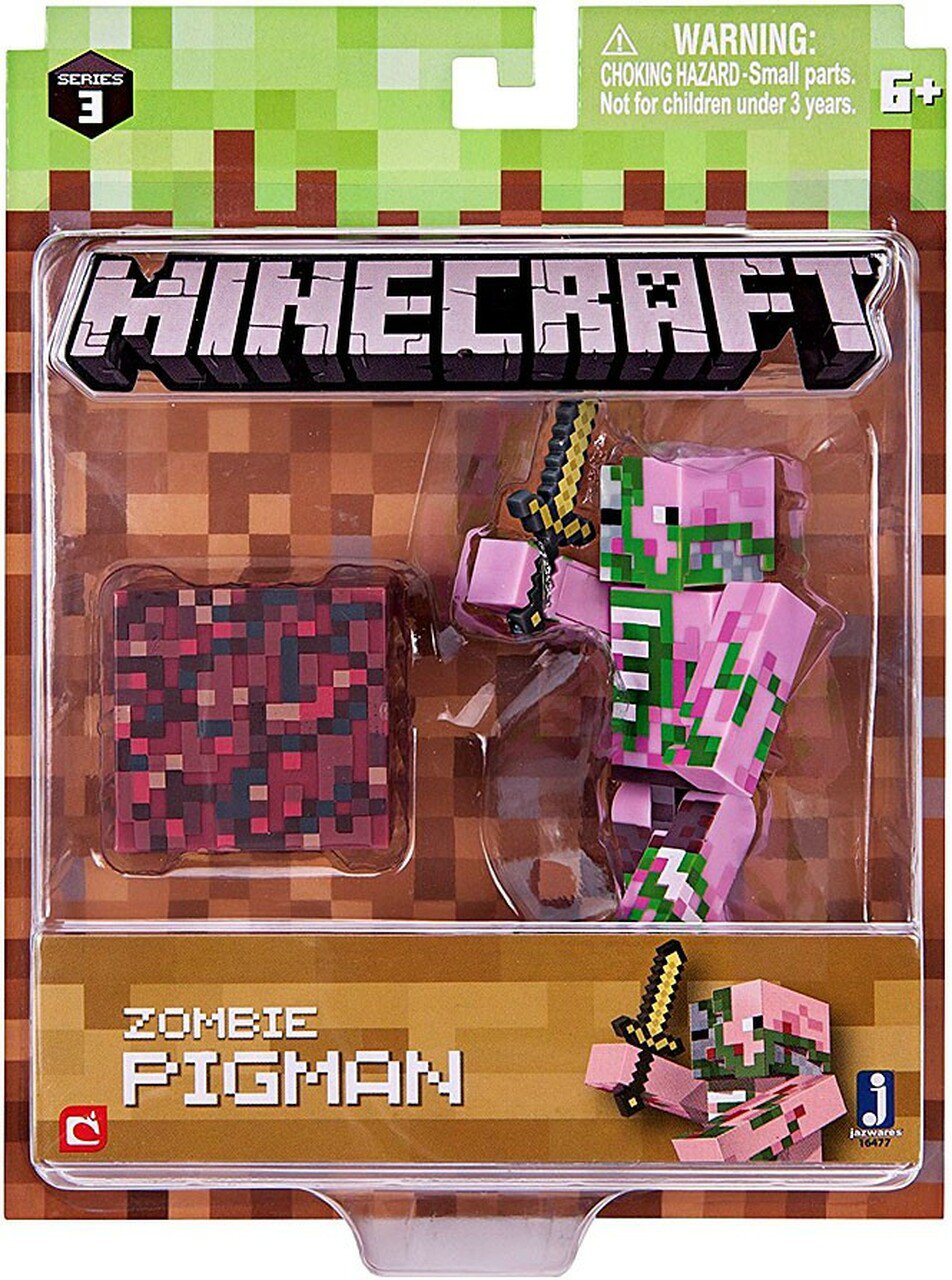 SERIES
3
WARNING:
CHOKING HAZARD-Small parts.
Not for children under 3 years.
6+
MINECRAFT
ZOMBIE
PIGMAN
jazwares
16477